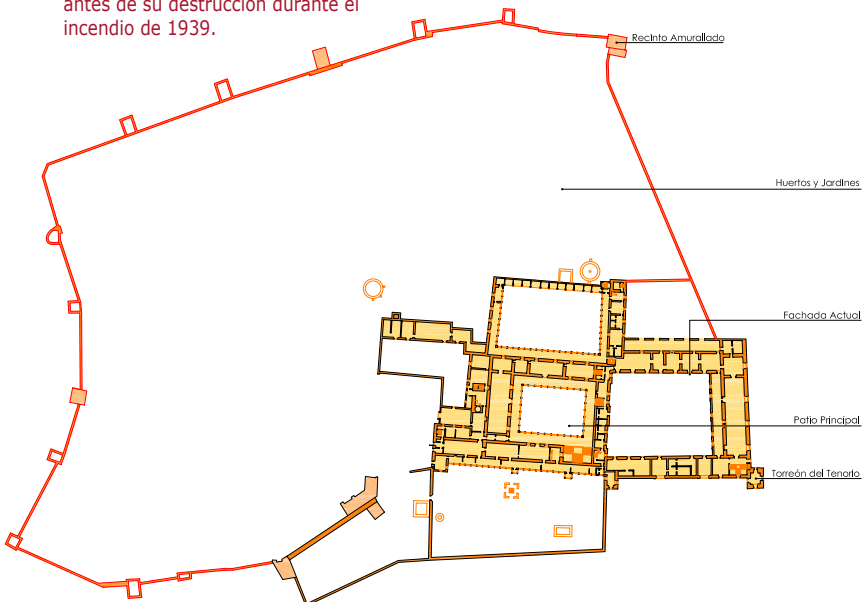 antes de su destrucción durante el
incendio de 1939.
Recinto Amurallado
Huertos y Jardines
Fachada Actual
Patio Principal
Torreón del Tenorio